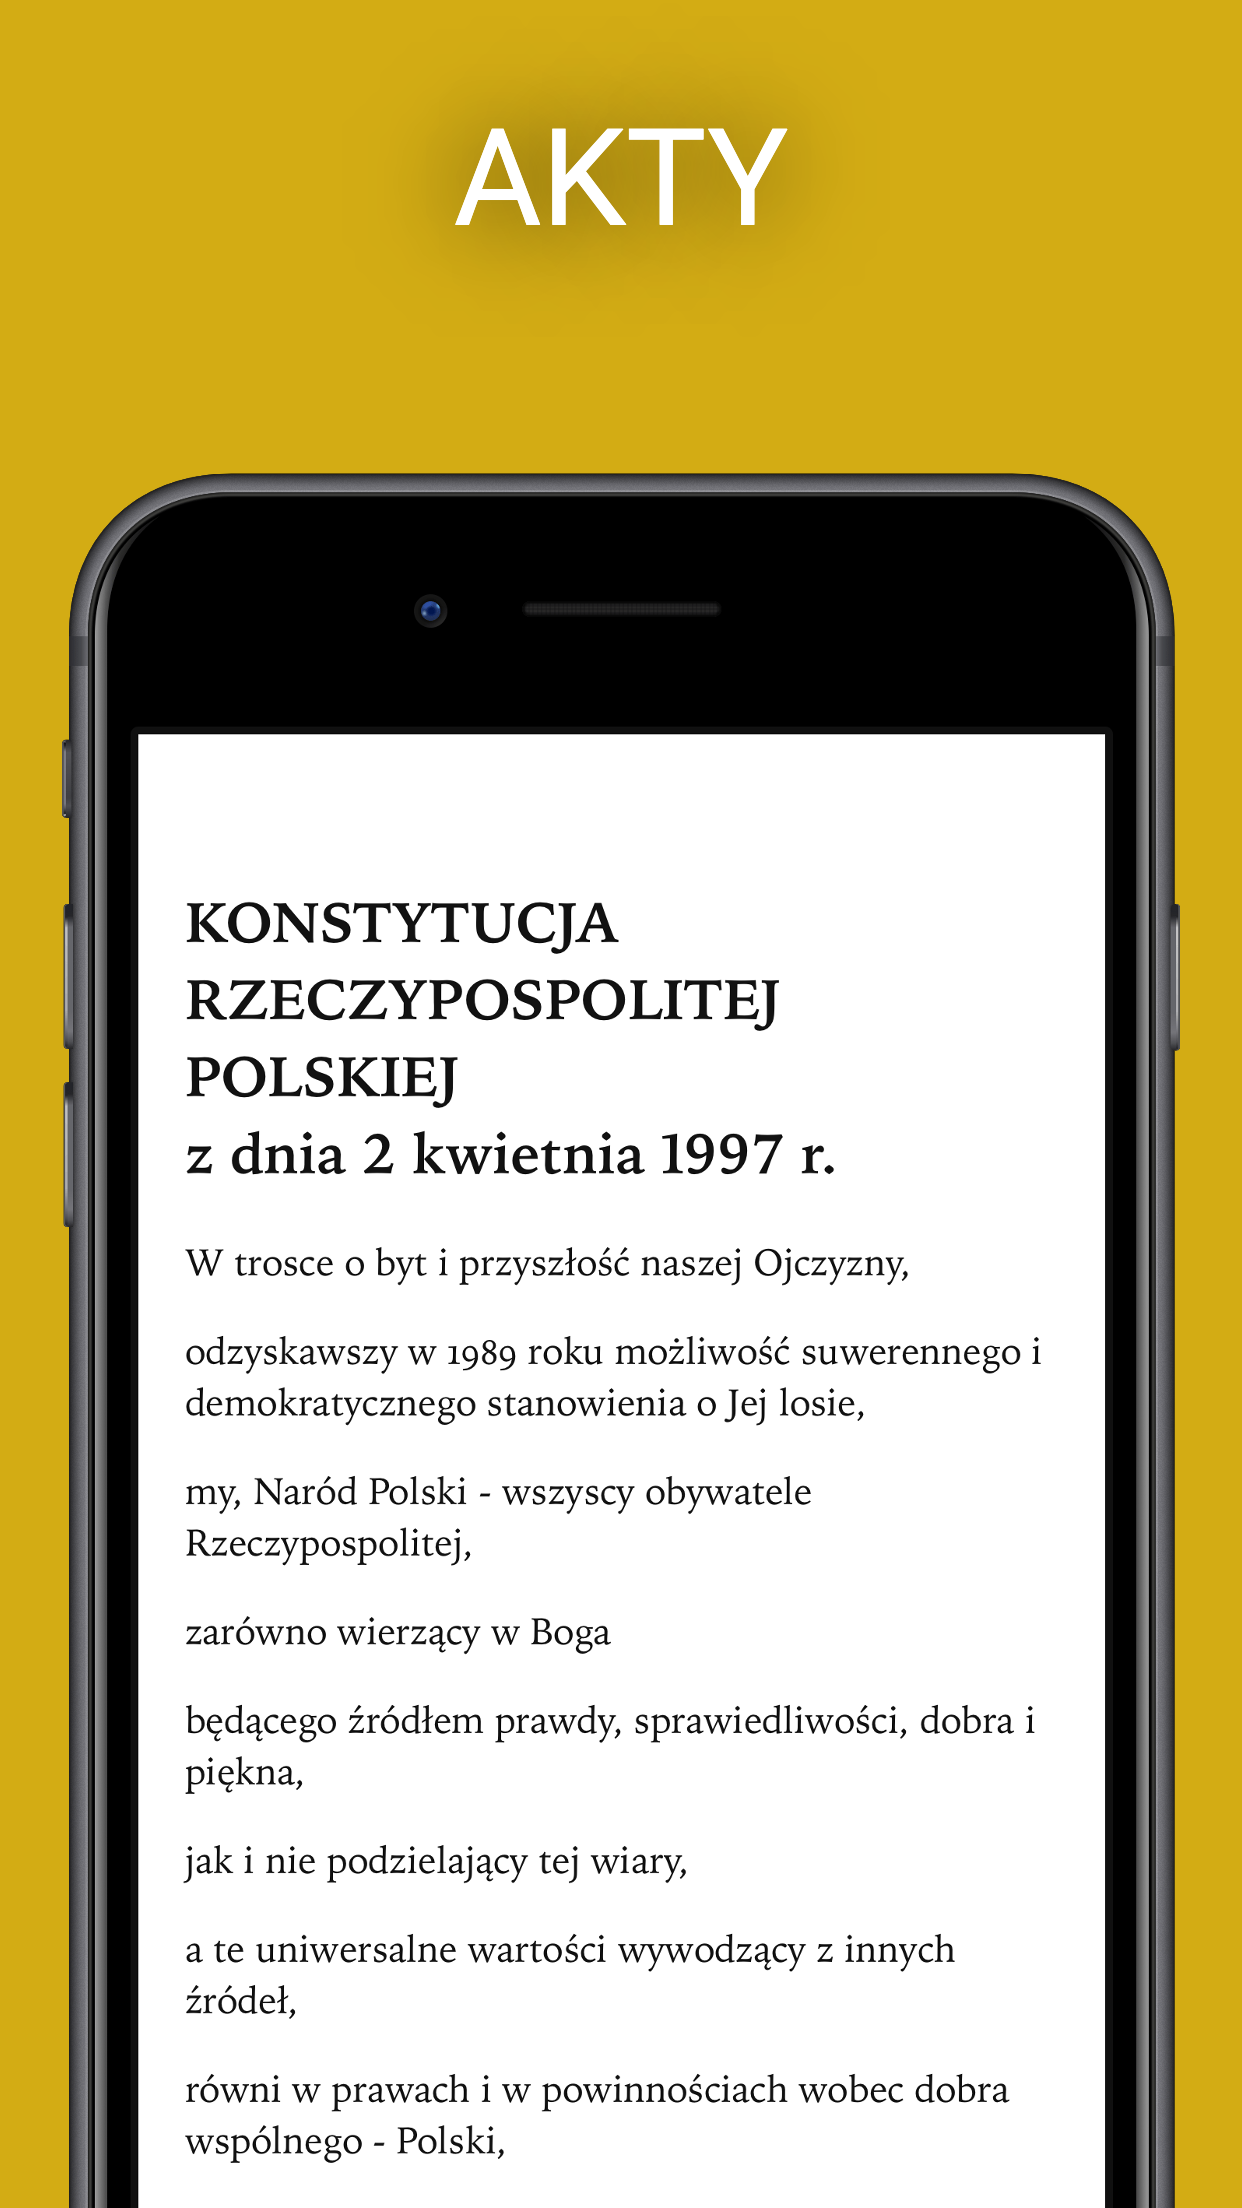 AKTY
KONSTYTUCJA
RZECZYPOSPOLITEJ
POLSKIEJ
z dnia 2 kwietnia 1997 r.
W trosce o byt i przyszłość naszej Ojczyzny,
odzyskawszy w 1989 roku możliwość suwerennego i
demokratycznego stanowienia o Jej losie,
my, Naród Polski - wszyscy obywatele
Rzeczypospolitej,
zarówno wierzący w Boga
będącego źródłem prawdy, sprawiedliwości, dobra i
piękna,
jak i nie podzielający tej wiary,
a te uniwersalne wartości wywodzący z innych
źródeł,
równi w prawach i w powinnościach wobec dobra
wspólnego - Polski,